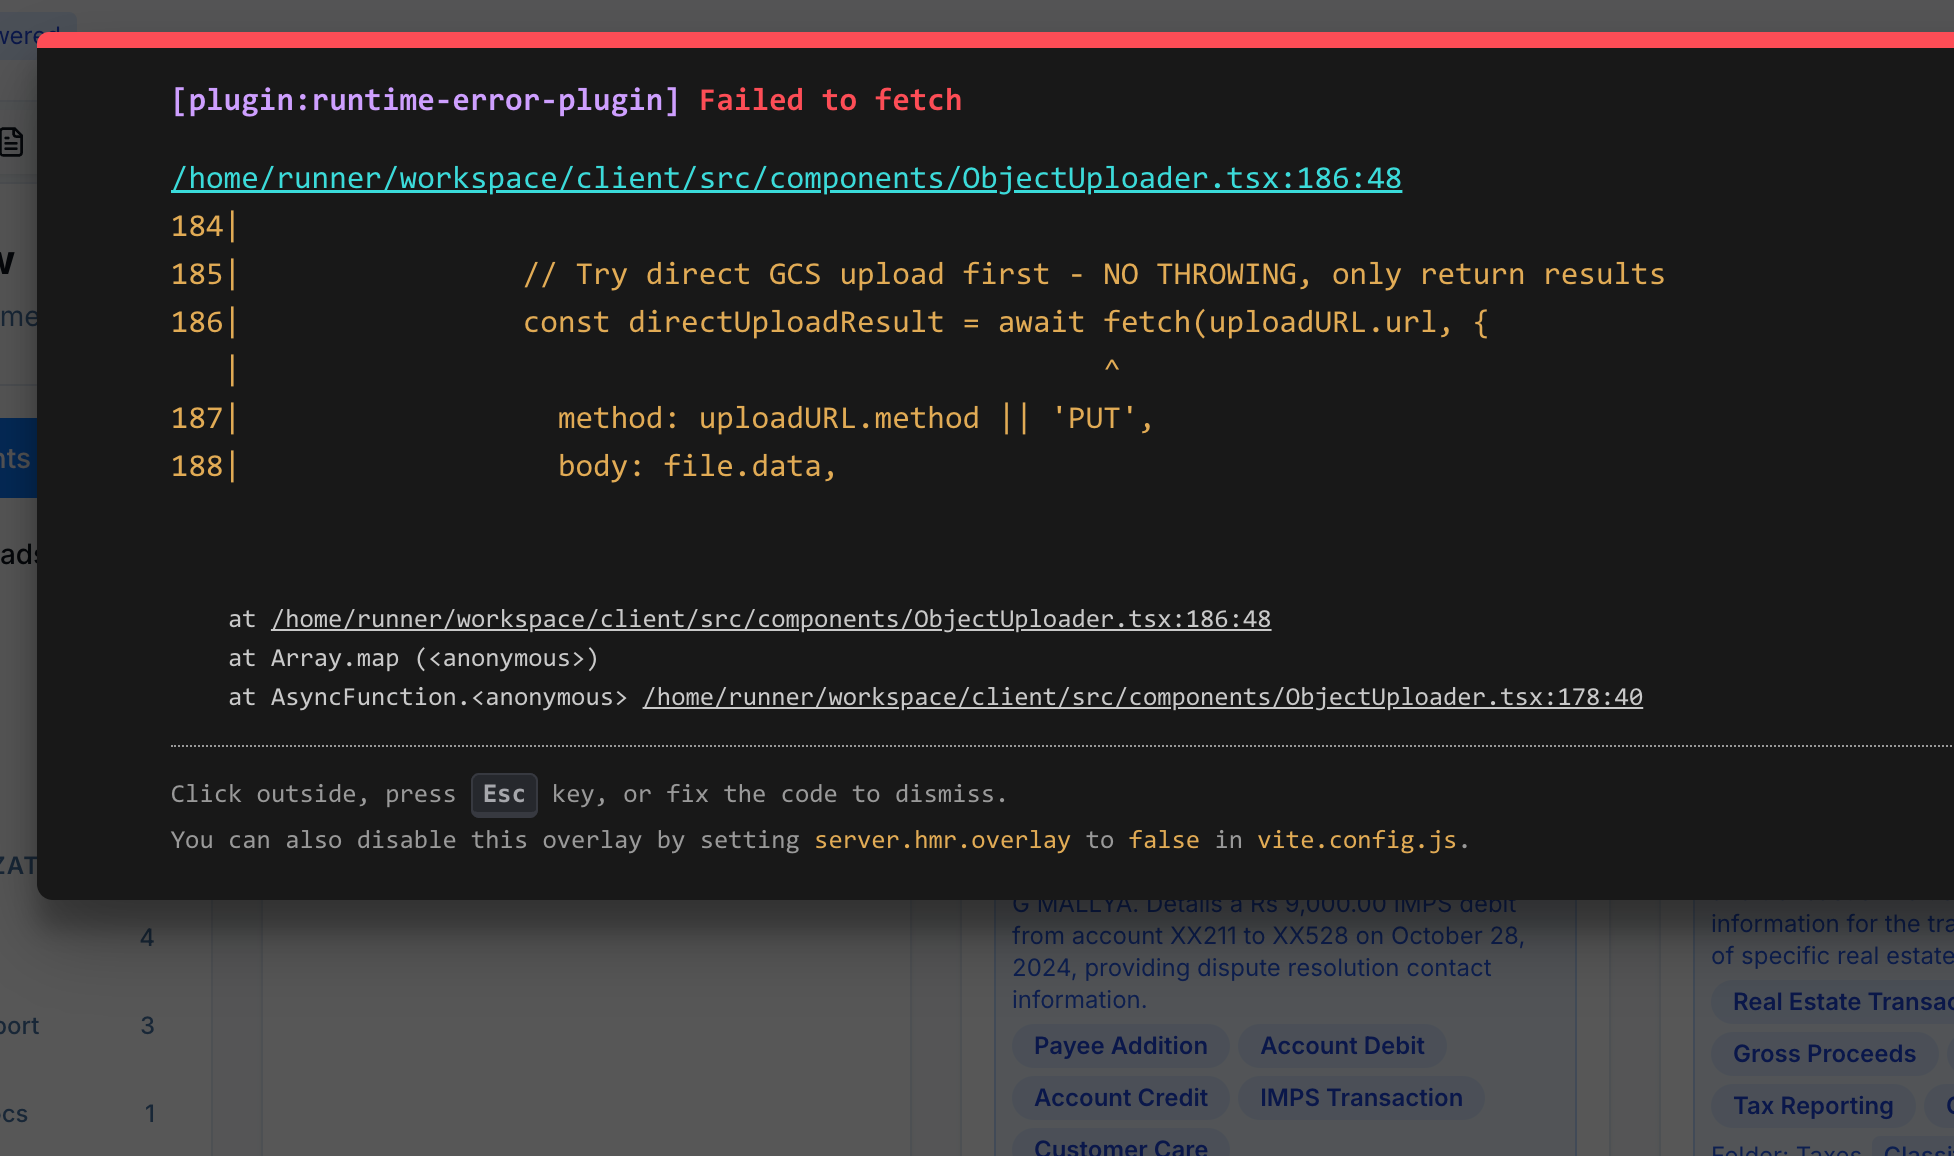 [plugin:runtime-error-plugin] Failed to fetch
/home/runner/workspace/client/src/components/ObjectUploader.tsx:186:48
184|
185| // Try direct GCS upload first - NO THROWING, only return results
186| const directUploadResult = await fetch(uploadURL.url, {
| ^
187| method: uploadURL.method || 'PUT',
188| body: file.data,
at /home/runner/workspace/client/src/components/ObjectUploader.tsx:186:48
at Array.map (<anonymous>)
at AsyncFunction.<anonymous> /home/runner/workspace/client/src/components/ObjectUploader.tsx:178:40
Click outside, press Esc key, or fix the code to dismiss.
You can also disable this overlay by setting server.hmr.overlay to false in vite.config.js.
4
3
1
G MALLYA. Details a Rs 9,000.00 IMPS debit
from account XX211 to XX528 on October 28,
2024, providing dispute resolution contact
information.
Payee Addition Account Debit
Account Credit IMPS Transaction
Customer Care
information for the
of specific real estate
Real Estate
Gross Proceeds
Tax Reporting
Folder: Taxes